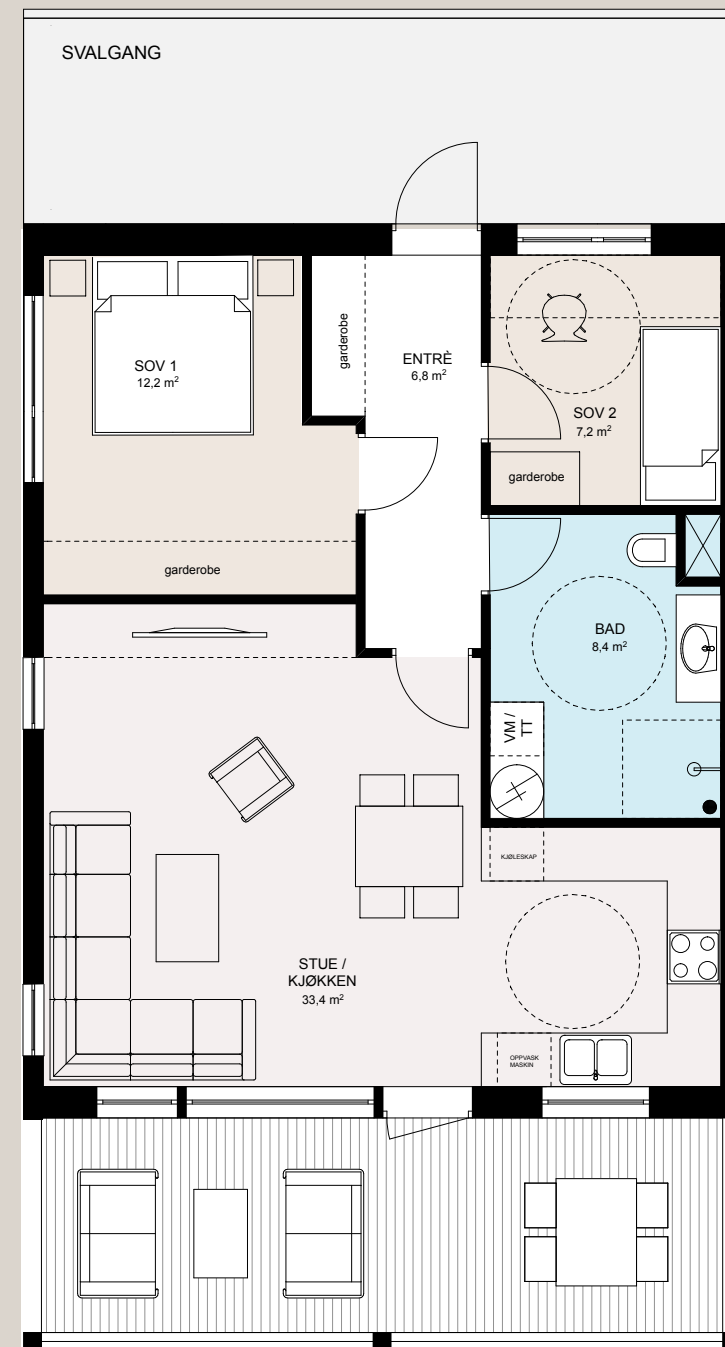 SVALGANG
SOV 1
12,2 m²
garderobe
ENTRÈ
6,8 m²
SOV 2
7,2 m²
garderobe
garderobe
BAD
8,4 m²
VM /
TT
KJØLESKAP
STUE /
KJØKKEN
33,4 m²
OPPVASK
MASKIN